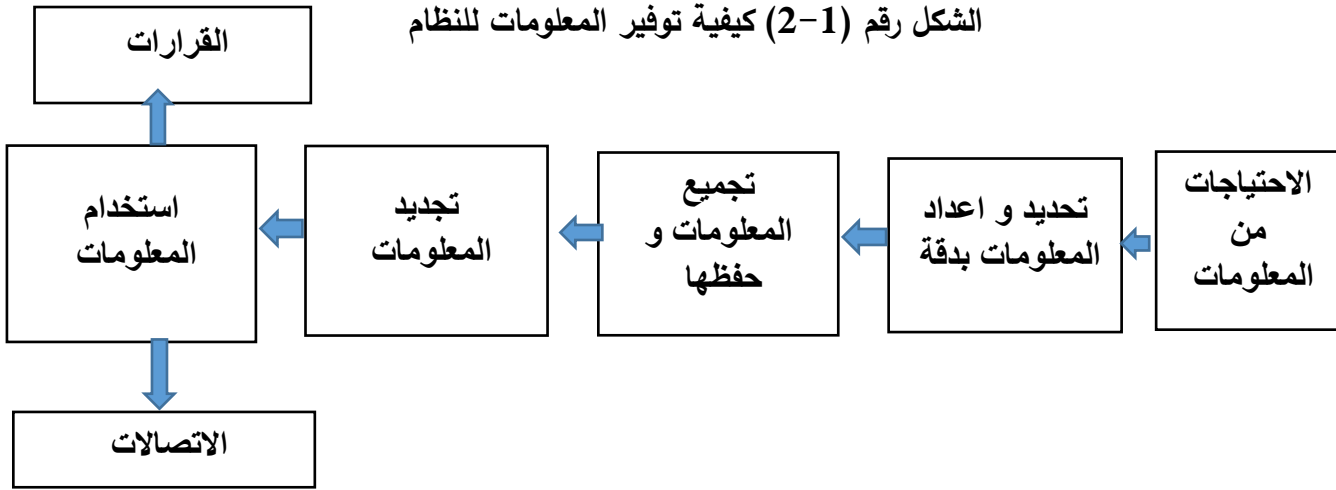 الشكل رقم (1-2) كيفية توفير المعلومات للنظام
القرارات
الاحتياجات
من
المعلومات
تحديد و اعداد
المعلومات بدقة
تجميع
المعلومات و
حفظها
تجديد
المعلومات
استخدام
المعلومات
الاتصالات